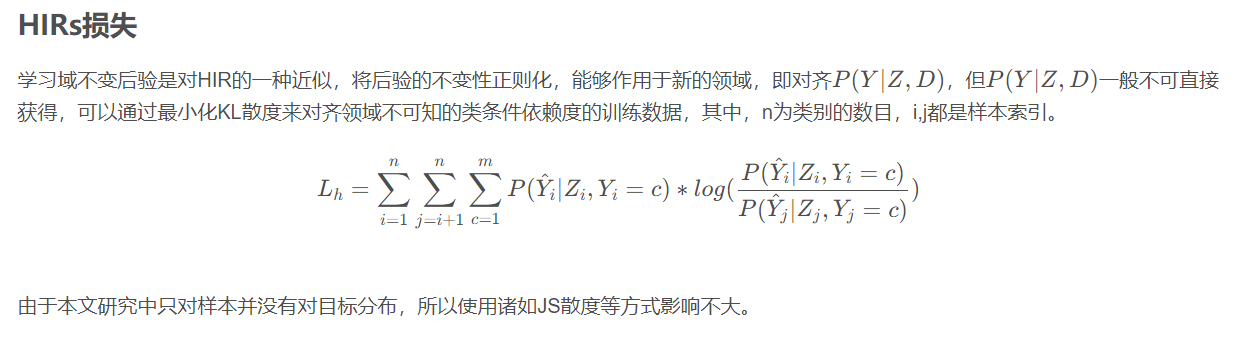 HIRs损失
学习域不变后验是对HIR的一种近似，将后验的不变性正则化，能够作用于新的领域，即对齐P(Y|Z, D)，但P(Y|Z, D)一般不可直接
获得，可以通过最小化KL散度来对齐领域不可知的类条件依赖度的训练数据，其中，n为类别的数目，i,j都是样本索引。
L_h = \sum_{i=1}^{n} \sum_{j=i+1}^{n} \sum_{c=1}^{m} P(\hat{Y}_i|Z_i, Y_i = c) * log(\frac{P(\hat{Y}_i|Z_i, Y_i = c)}{P(\hat{Y}_j|Z_j, Y_j = c)})
由于本文研究中只对样本并没有对目标分布，所以使用诸如JS散度等方式影响不大。